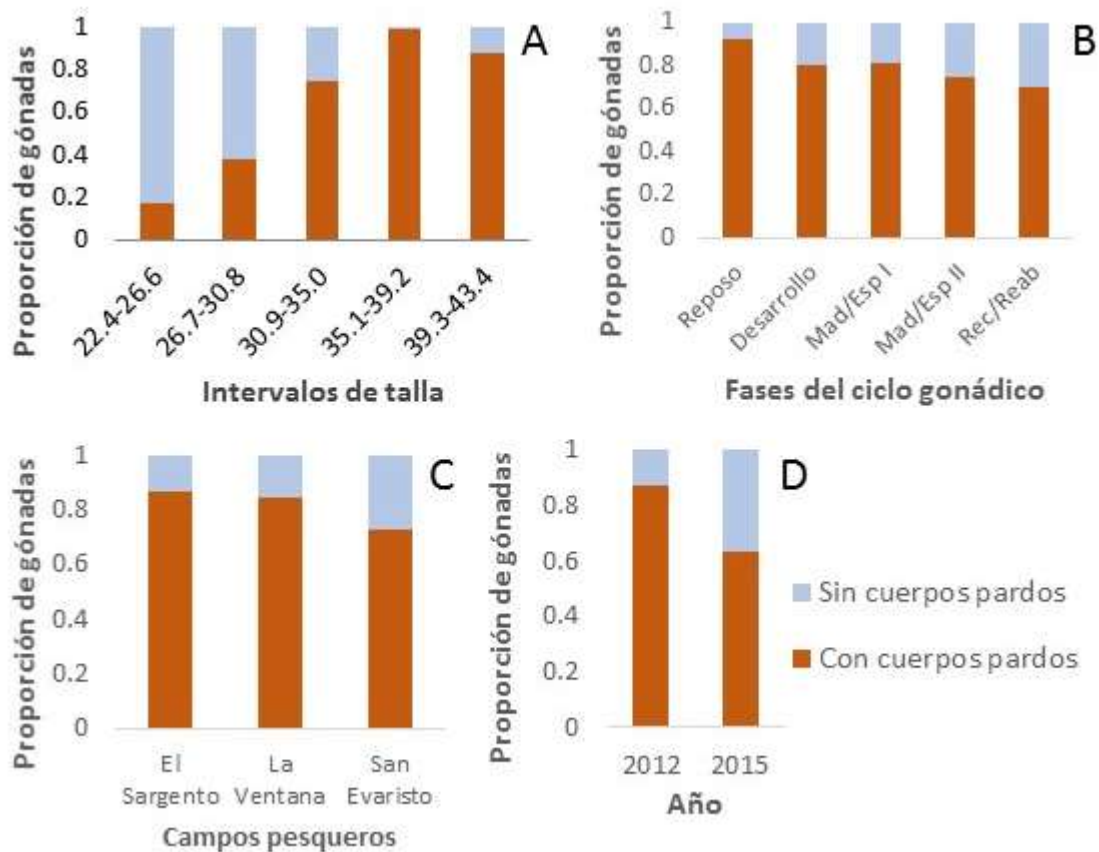 A
Proporción de gónadas
1
0.8
0.6
0.4
0.2
0
22.4-26.6
26.7-30.8
30.9-35.0
35.1-39.2
39.3-43.4
Intervalos de talla
B
Proporción de gónadas
1
0.8
0.6
0.4
0.2
0
Reposo
Desarrollo
Mad/Esp I
Mad/Esp II
Rec/Reab
Fases del ciclo gonádico
C
Proporción de gónadas
1
0.8
0.6
0.4
0.2
0
El
Sargento
La
Ventana
San
Evaristo
Campos pesqueros
D
Proporción de gónadas
1
0.8
0.6
0.4
0.2
0
2012
2015
Año
Sin cuerpos pardos
Con cuerpos pardos